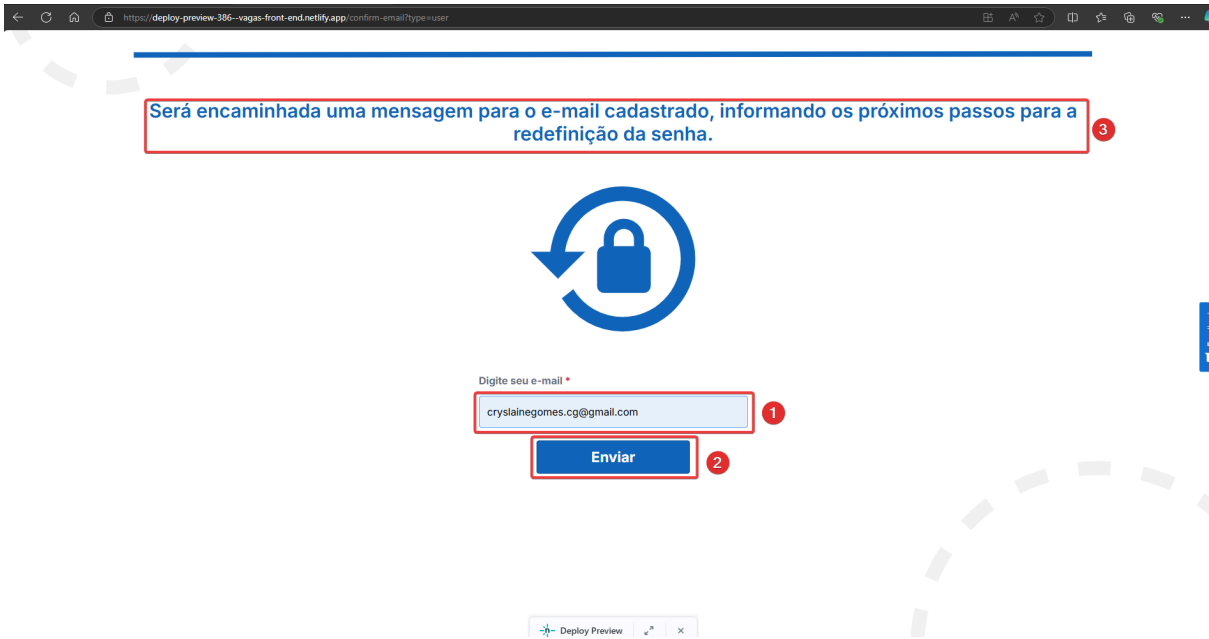 https://deploy-preview-386--vagas-front-end.netlify.app/confirm-email?type=user
Será encaminhada uma mensagem para o e-mail cadastrado, informando os próximos passos para a
redefinição da senha.
3
Digite seu e-mail *
cryslainegomes.cg@gmail.com
1
Enviar
2
Deploy Preview